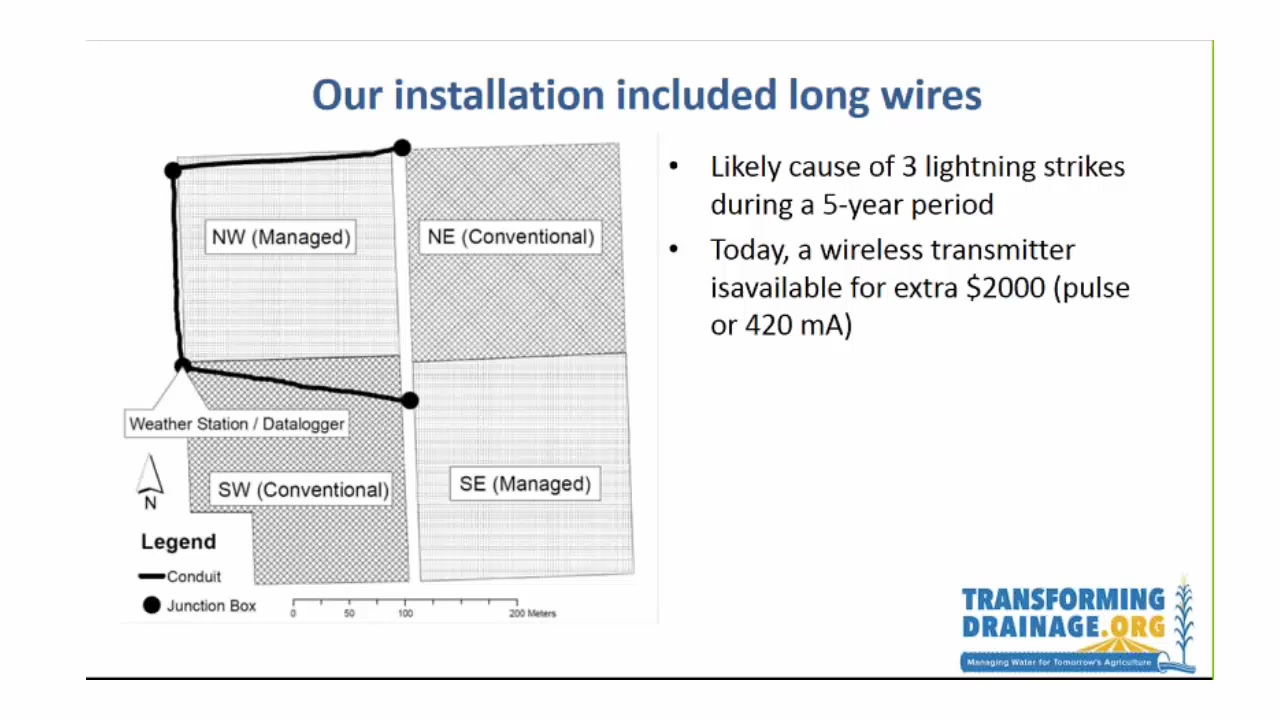 Our installation included long wires
NW (Managed)
NE (Conventional)
Weather Station / Datalogger
SW (Conventional)
SE (Managed)
N
Legend
Conduit
Junction Box
0 50 100 200 Meters
• Likely cause of 3 lightning strikes
during a 5-year period
• Today, a wireless transmitter
isavailable for extra $2000 (pulse
or 420 mA)
TRANSFORMING
DRAINAGE.ORG
Managing Water for Tomorrow's Agriculture